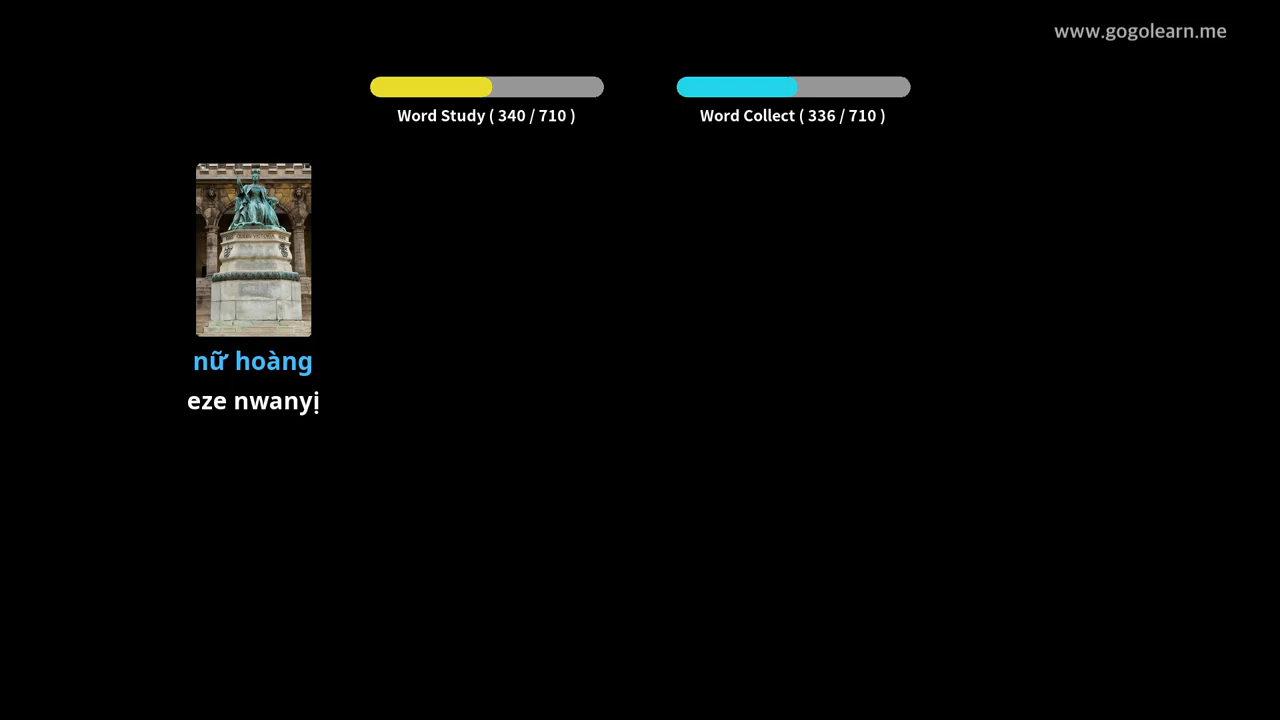 www.gogolearn.me
Word Study ( 340 / 710 )
Word Collect ( 336 / 710 )
nữ hoàng
eze nwanyị